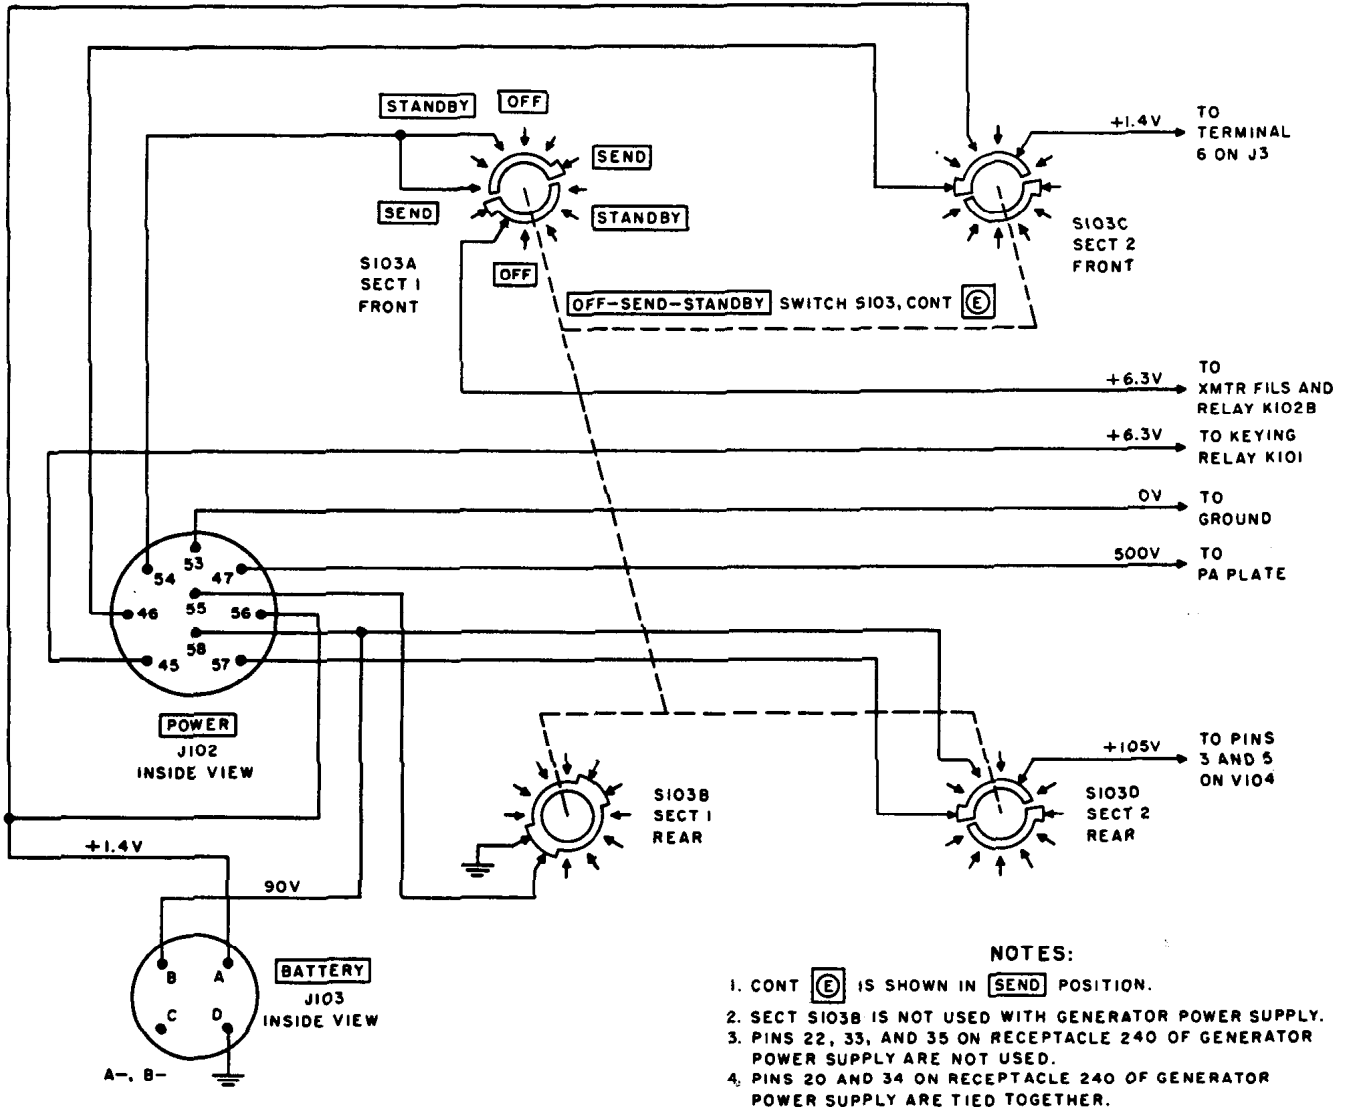 STANDBY
OFF
SEND
SEND
STANDBY
OFF
S103A
SECT 1
FRONT
+1.4V
TO
TERMINAL
6 ON J3
S103C
SECT 2
FRONT
OFF-SEND-STANDBY SWITCH S103, CONT E
+6.3V
TO
XMTR FILS AND
RELAY K102B
+6.3V
TO KEYING
RELAY K101
0V
TO
GROUND
500V
TO
PA PLATE
53
54
47
55
46
56
58
45
57
POWER
J102
INSIDE VIEW
+105V
TO PINS
3 AND 5
ON V104
S103B
SECT 1
REAR
S103D
SECT 2
REAR
+1.4V
90V
B
A
C
D
BATTERY
J103
INSIDE VIEW
A-, B-
NOTES:
1. CONT E IS SHOWN IN SEND POSITION.
2. SECT S103B IS NOT USED WITH GENERATOR POWER SUPPLY.
3. PINS 22, 33, AND 35 ON RECEPTACLE 240 OF GENERATOR
POWER SUPPLY ARE NOT USED.
4. PINS 20 AND 34 ON RECEPTACLE 240 OF GENERATOR
POWER SUPPLY ARE TIED TOGETHER.